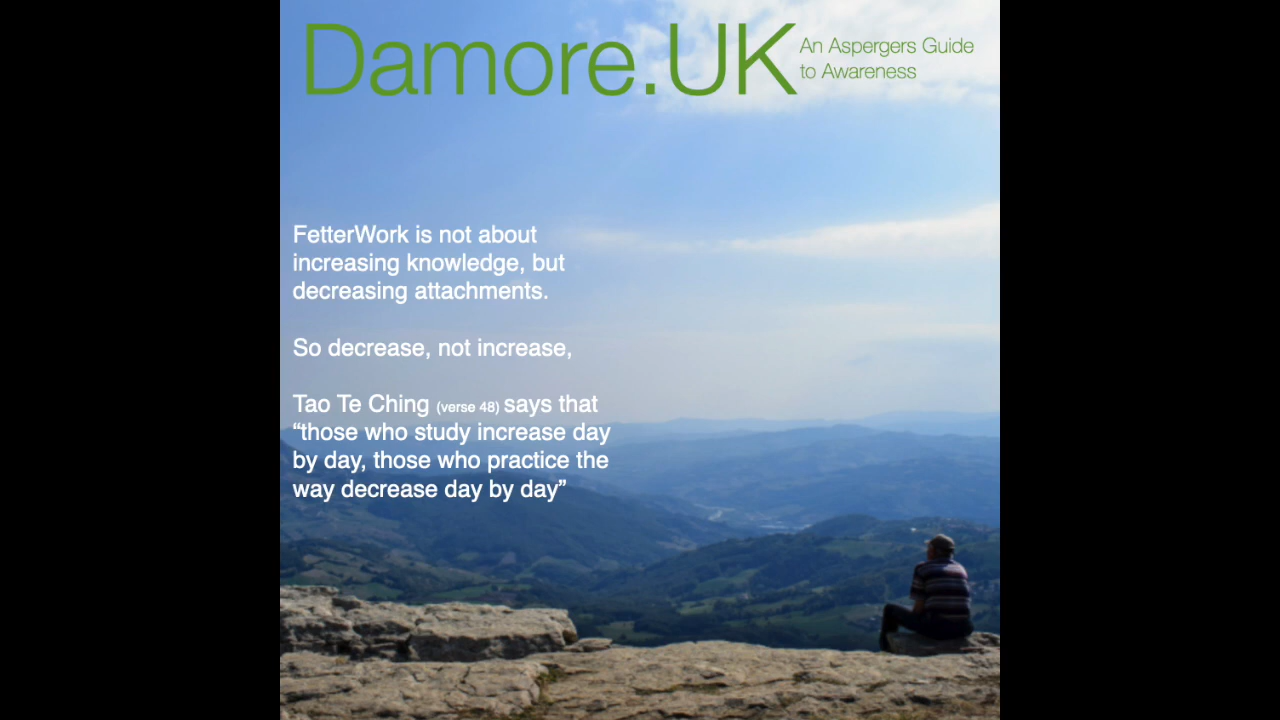 Damore.UK
An Aspergers Guide
to Awareness
FetterWork is not about
increasing knowledge, but
decreasing attachments.
So decrease, not increase,
Tao Te Ching (verse 48) says that
“those who study increase day
by day, those who practice the
way decrease day by day”